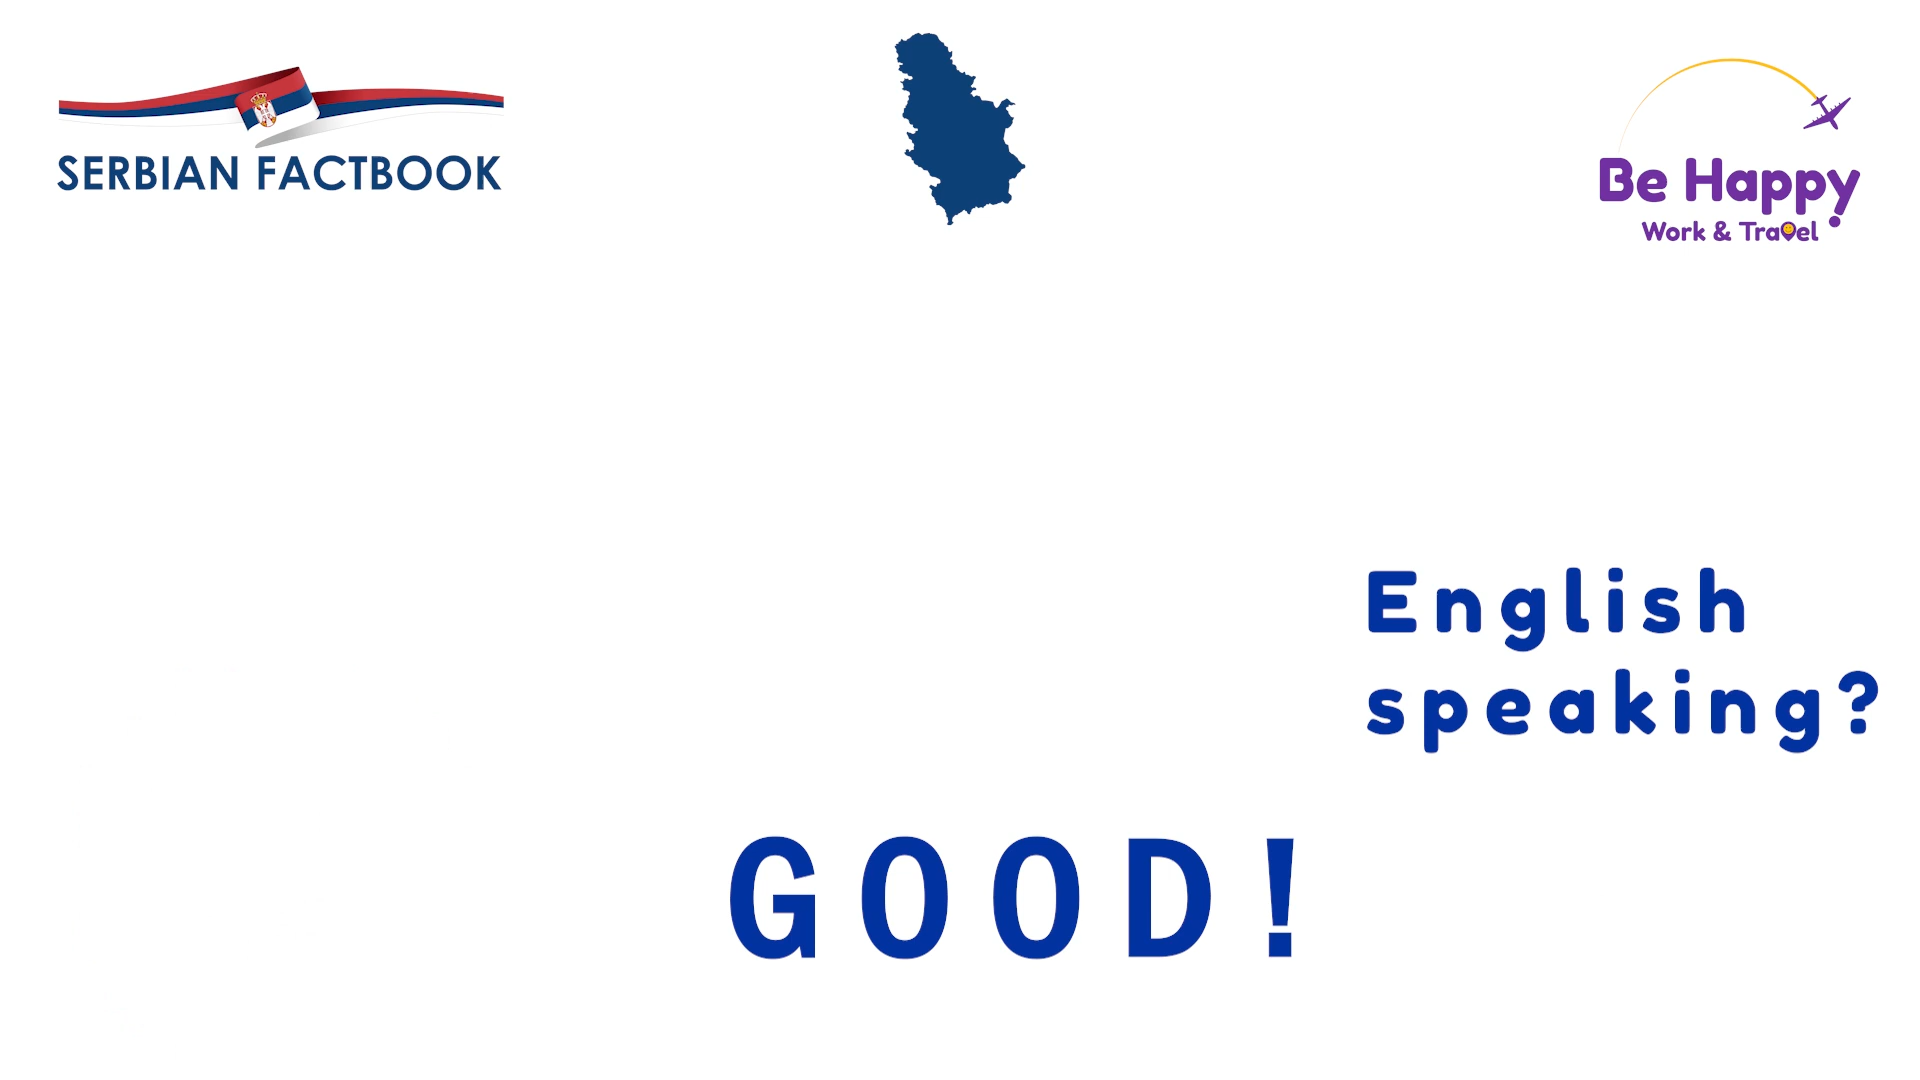 SERBIAN FACTBOOK
Be Happy
Work & Travel
English
speaking?
GOOD!